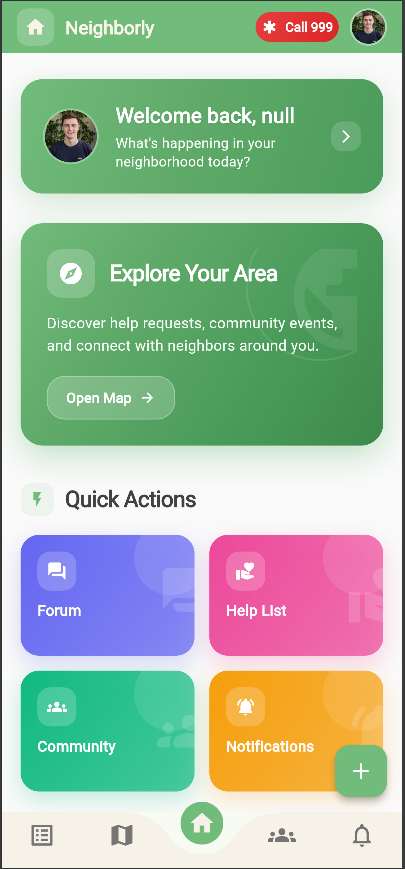 Neighborly
Call 999
Welcome back, null
What's happening in your
neighborhood today?
Explore Your Area
Discover help requests, community events,
and connect with neighbors around you.
Open Map
Quick Actions
Forum
Help List
Community
Notifications